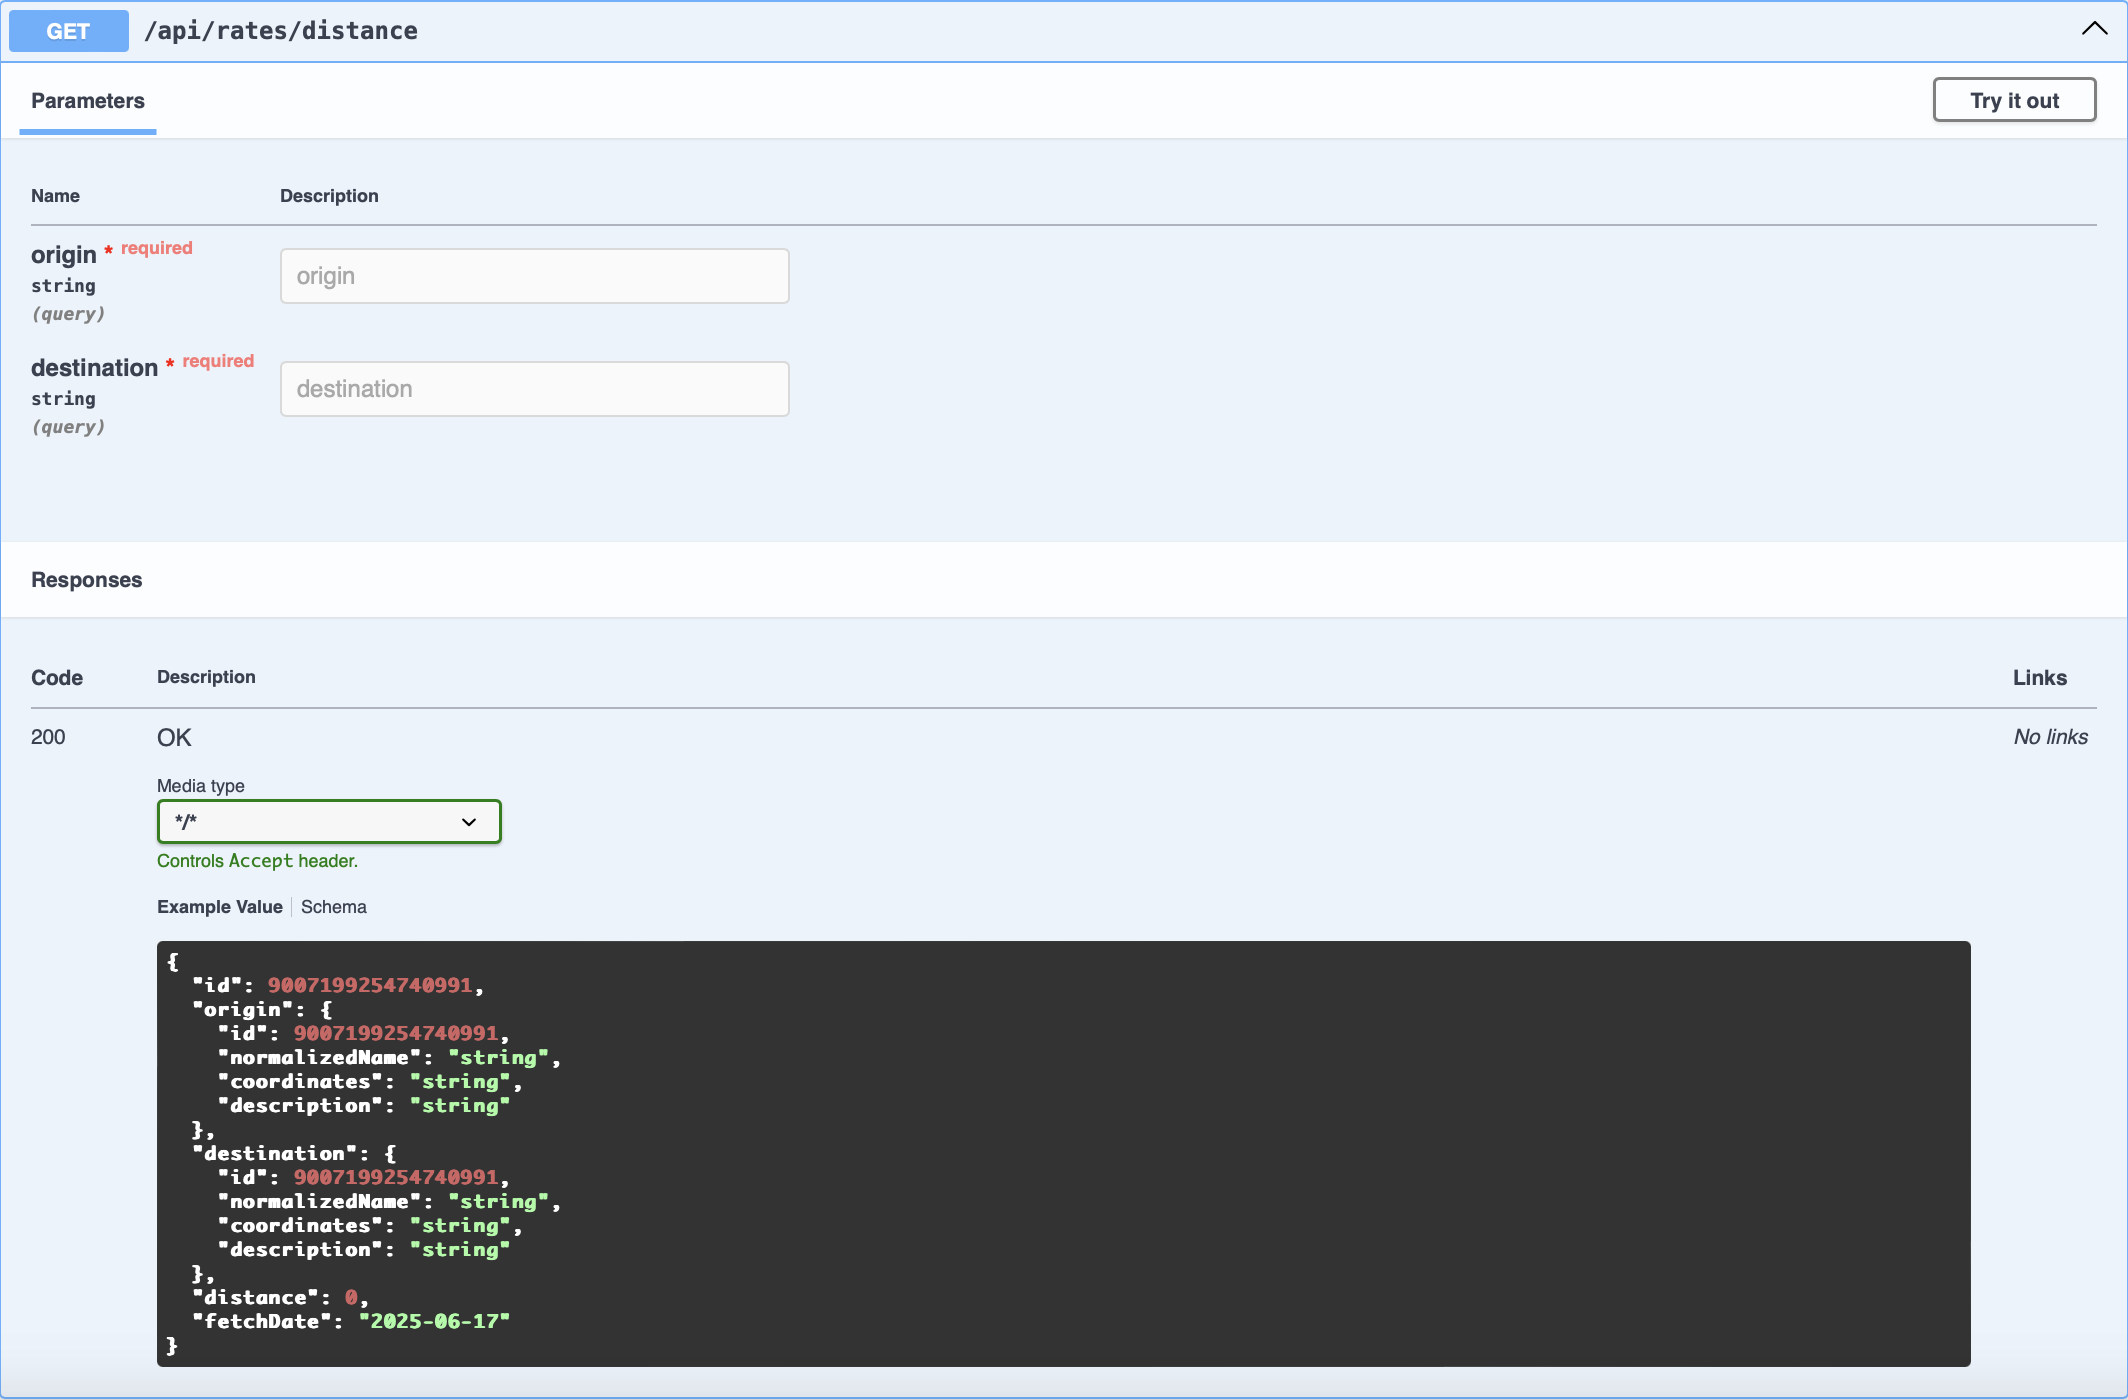 GET /api/rates/distance
Parameters
Try it out
Name Description
origin * required
string
(query)
origin
destination * required
string
(query)
destination
Responses
Code Description Links
200 OK No links
Media type
*/*
Controls Accept header.
Example Value Schema
{
  "id": 9007199254740991,
  "origin": {
    "id": 9007199254740991,
    "normalizedName": "string",
    "coordinates": "string",
    "description": "string"
  },
  "destination": {
    "id": 9007199254740991,
    "normalizedName": "string",
    "coordinates": "string",
    "description": "string"
  },
  "distance": 0,
  "fetchDate": "2025-06-17"
}